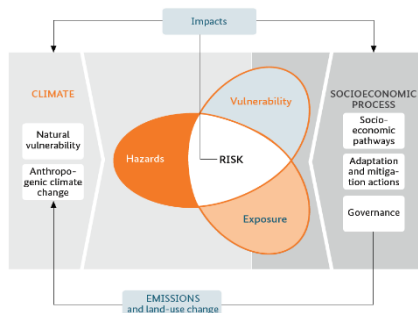 Impacts
CLIMATE
Natural
vulnerability
Anthropo-
genic climate
change
Vulnerability
Hazards
RISK
Exposure
SOCIOECONOMIC
PROCESS
Socio-
economic
pathways
Adaptation
and mitiga-
tion actions
Governance
EMISSIONS
and land-use change